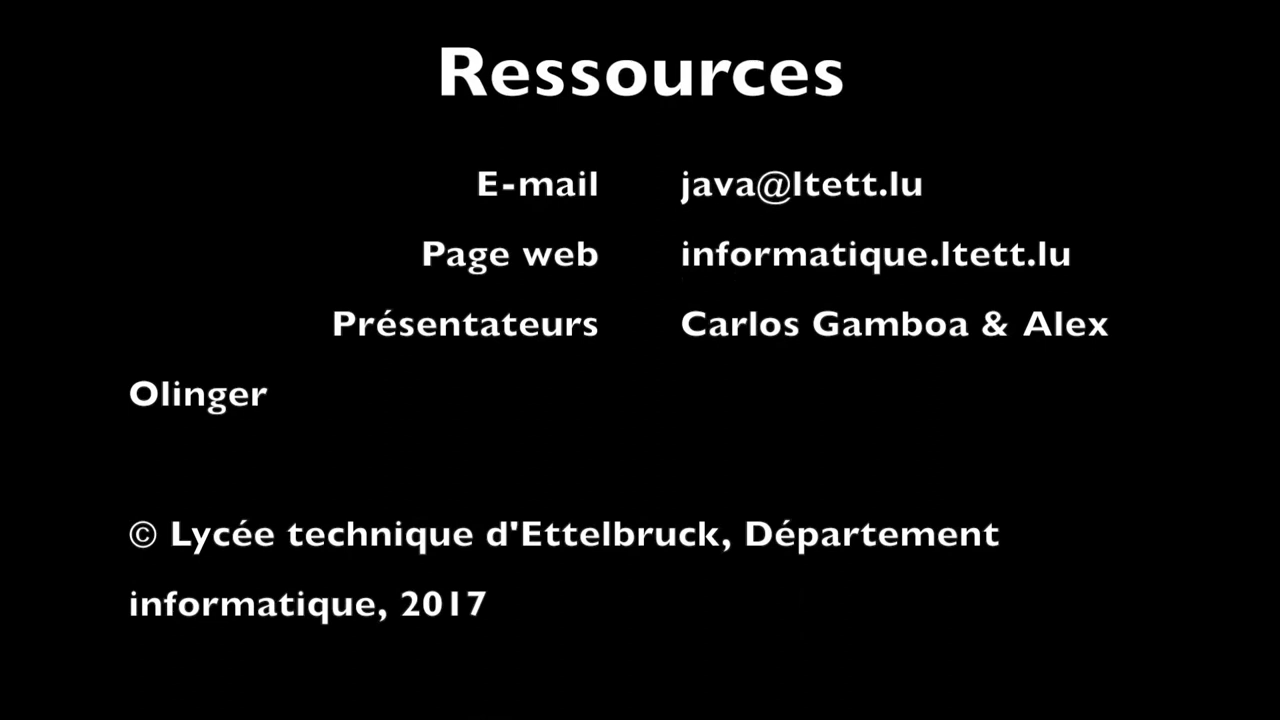 Ressources
E-mail java@ltett.lu
Page web informatique.ltett.lu
Présentateurs Carlos Gamboa & Alex
Olinger
© Lycée technique d'Ettelbruck, Département
informatique, 2017